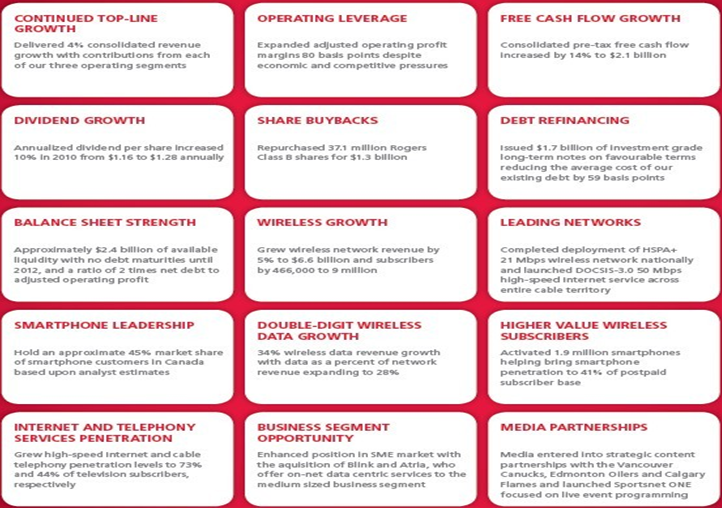 CONTINUED TOP-LINE
GROWTH
Delivered 4% consolidated revenue
growth with contributions from each
of our three operating segments
OPERATING LEVERAGE
Expanded adjusted operating profit
margins 80 basis points despite
economic and competitive pressures
FREE CASH FLOW GROWTH
Consolidated pre-tax free cash flow
increased by 14% to $2.1 billion
DIVIDEND GROWTH
Annualized dividend per share increased
10% in 2010 from $1.16 to $1.28 annually
SHARE BUYBACKS
Repurchased 37.1 million Rogers
Class B shares for $1.3 billion
DEBT REFINANCING
Issued $1.7 billion of investment grade
long-term notes on favourable terms
reducing the average cost of our
existing debt by 59 basis points
BALANCE SHEET STRENGTH
Approximately $2.4 billion of available
liquidity with no debt maturities until
2012, and a ratio of 2 times net debt to
adjusted operating profit
WIRELESS GROWTH
Grew wireless network revenue by
5% to $6.6 billion and subscribers
by 466,000 to 9 million
LEADING NETWORKS
Completed deployment of HSPA+
21 Mbps wireless network nationally
and launched DOCSIS-3.0 50 Mbps
high-speed Internet service across
entire cable territory
SMARTPHONE LEADERSHIP
Hold an approximate 45% market share
of smartphone customers in Canada
based upon analyst estimates
DOUBLE-DIGIT WIRELESS
DATA GROWTH
34% wireless data revenue growth
with data as a percent of network
revenue expanding to 28%
HIGHER VALUE WIRELESS
SUBSCRIBERS
Activated 1.9 million smartphones
helping bring smartphone
penetration to 41% of postpaid
subscriber base
INTERNET AND TELEPHONY
SERVICES PENETRATION
Grew high-speed Internet and cable
telephony penetration levels to 73%
and 44% of television subscribers,
respectively
BUSINESS SEGMENT
OPPORTUNITY
Enhanced position in SME market with
the aquisition of Blink and Atria, who
offer on-net data centric services to the
medium sized business segment
MEDIA PARTNERSHIPS
Media entered into strategic content
partnerships with the Vancouver
Canucks, Edmonton Oilers and Calgary
Flames and launched Sportsnet ONE
focused on live event programming